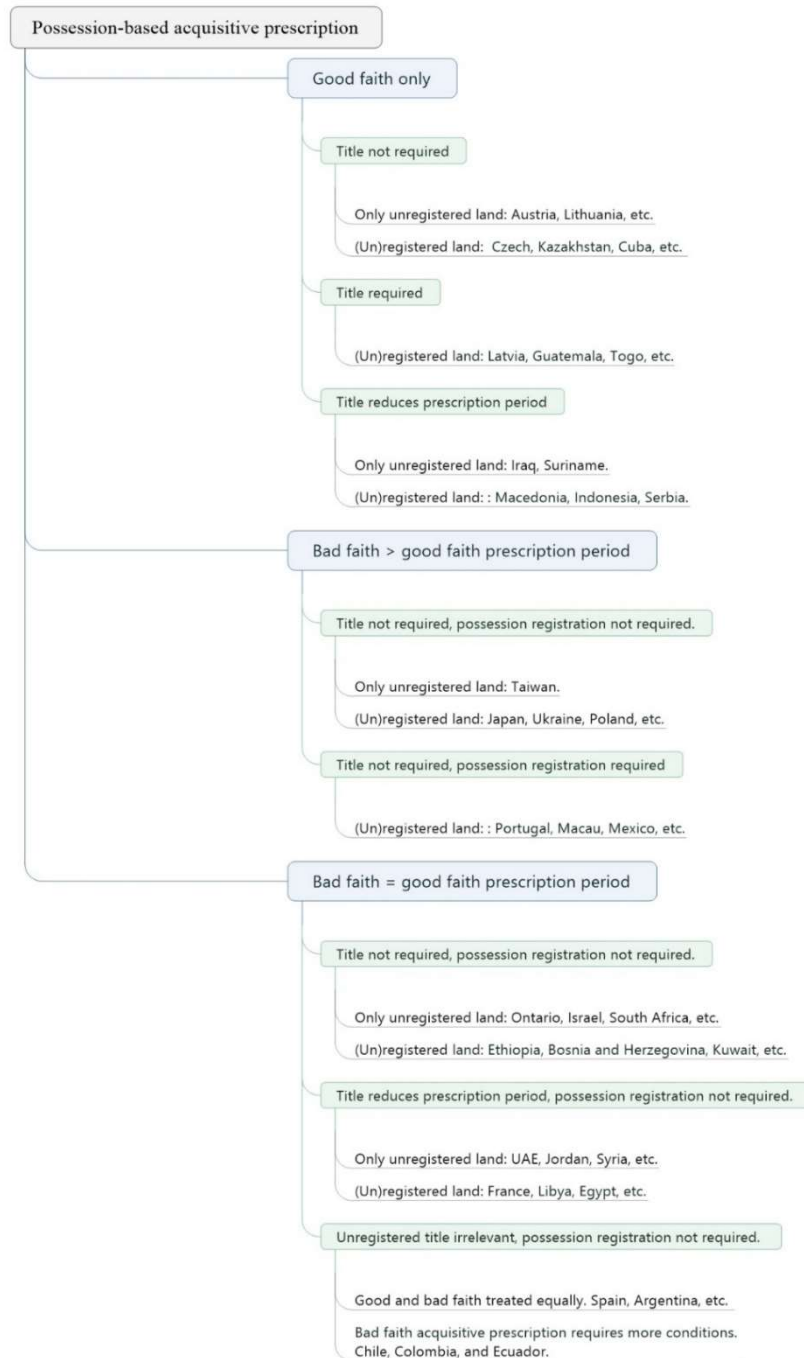 Possession-based acquisitive prescription
Good faith only
Title not required
Only unregistered land: Austria, Lithuania, etc.
(Un)registered land:  Czech, Kazakhstan, Cuba, etc.
Title required
(Un)registered land: Latvia, Guatemala, Togo, etc.
Title reduces prescription period
Only unregistered land: Iraq, Suriname.
(Un)registered land: : Macedonia, Indonesia, Serbia.
Bad faith > good faith prescription period
Title not required, possession registration not required.
Only unregistered land: Taiwan.
(Un)registered land: Japan, Ukraine, Poland, etc.
Title not required, possession registration required
(Un)registered land: : Portugal, Macau, Mexico, etc.
Bad faith = good faith prescription period
Title not required, possession registration not required.
Only unregistered land: Ontario, Israel, South Africa, etc.
(Un)registered land: Ethiopia, Bosnia and Herzegovina, Kuwait, etc.
Title reduces prescription period, possession registration not required.
Only unregistered land: UAE, Jordan, Syria, etc.
(Un)registered land: France, Libya, Egypt, etc.
Unregistered title irrelevant, possession registration not required.
Good and bad faith treated equally. Spain, Argentina, etc.
Bad faith acquisitive prescription requires more conditions.
Chile, Colombia, and Ecuador.